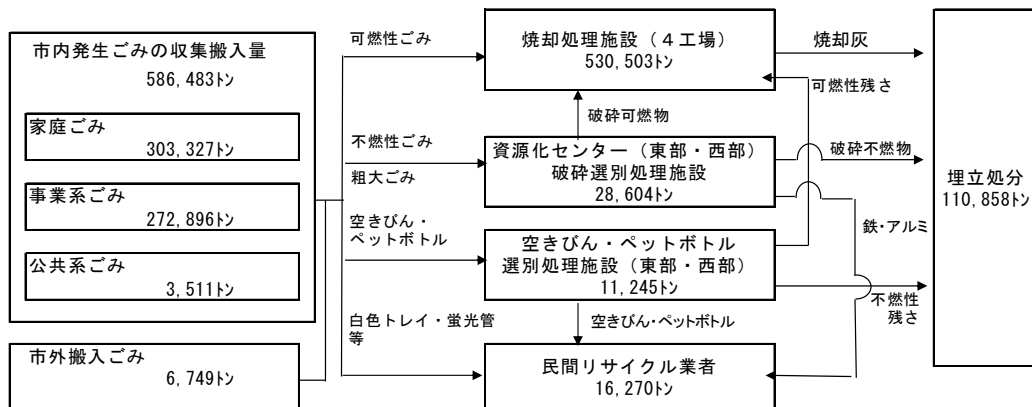 市内発生ごみの収集搬入量
586,483㌧
家庭ごみ
303,327㌧
事業系ごみ
272,896㌧
公共系ごみ
3,511㌧
市外搬入ごみ
6,749㌧
可燃性ごみ
不燃性ごみ
粗大ごみ
空きびん・
ペットボトル
白色トレイ・蛍光管
等
焼却処理施設（４工場）
530,503㌧
破砕可燃物
資源化センター（東部・西部）
破砕選別処理施設
28,604㌧
空きびん・ペットボトル
選別処理施設（東部・西部）
11,245㌧
空きびん・ペットボトル
民間リサイクル業者
16,270㌧
焼却灰
可燃性残さ
破砕不燃物
鉄・アルミ
不燃性
残さ
埋立処分
110,858㌧